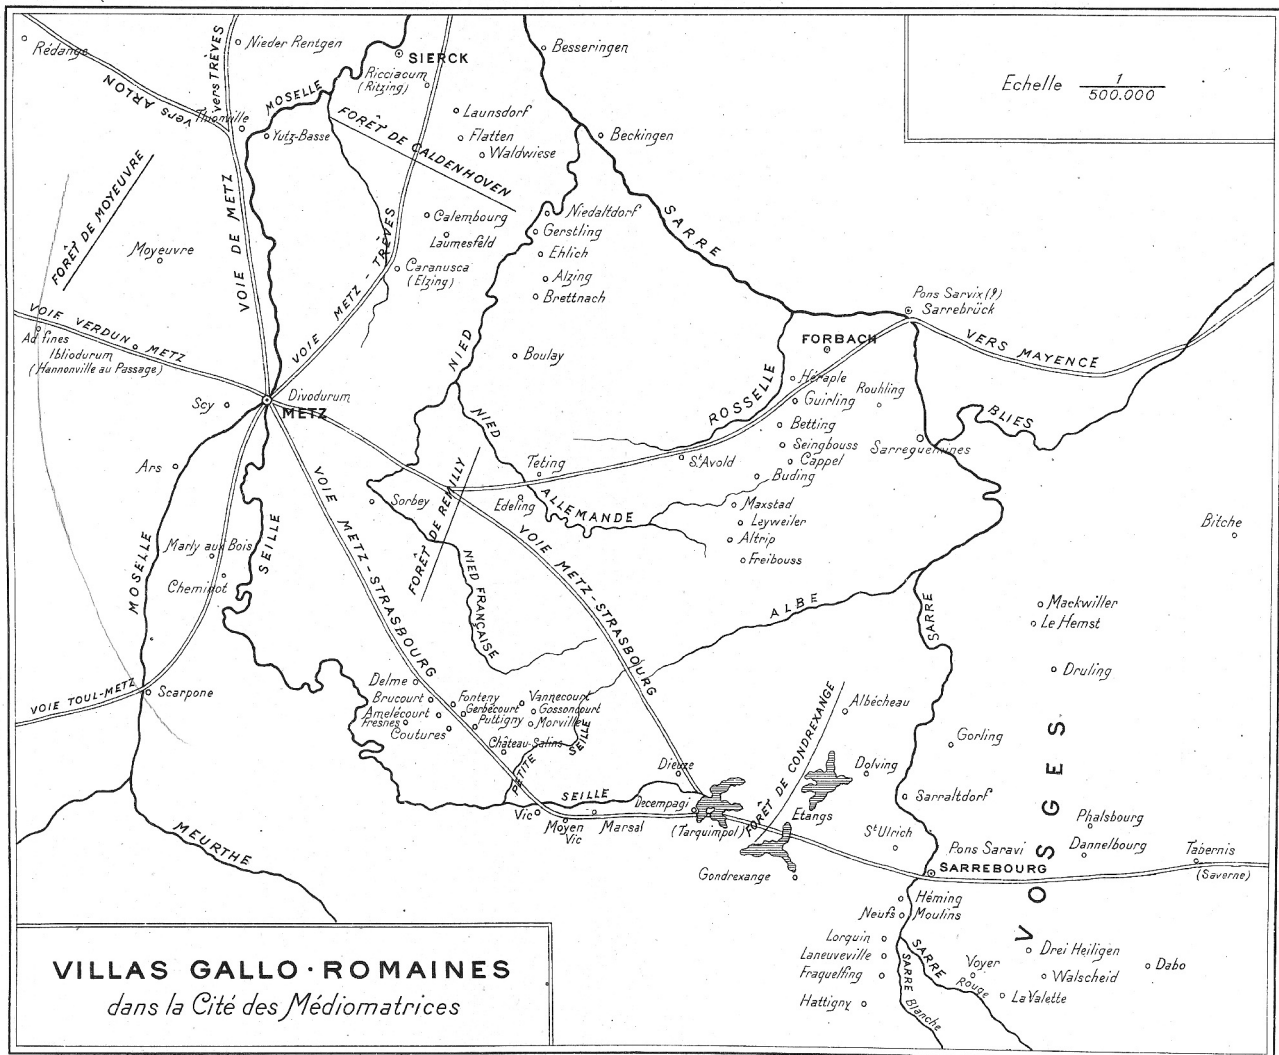 Echelle 1/500.000
Rédange
vers ARLON
vers TRÈVES
Nieder Rentgen
SIERCK
Ricciacum
(Ritzing)
Besseringen
MOSELLE
Thionville
Yutz-Basse
FORÊT DE CALDENHOVEN
Launsdorf
Flatten
Waldwiese
Beckingen
FORÊT DE MOYEUVRE
Moyeuvre
VOIE DE METZ
VOIE METZ-TRÈVES
Calembourg
Laumesfeld
Caranusca
(Elzing)
Niedaltdorf
Gerstling
Ehlich
Alzing
Brettnach
SARRE
VOIE VERDUN METZ
Ad fines
Ibliodurum
(Hannonville au Passage)
NIED
Boulay
Pons Sarvix (?)
Sarrebrück
FORBACH
VERS MAYENCE
Scy
Divodurum
METZ
ROSSELLE
Héraple
Guirling
Rouhling
Betting
Seingbouss
Cappel
Buding
Sarreguemines
BLIES
Ars
NIED
ALLEMANDE
Teting
St Avold
Sorbey
FORÊT DE REMILLY
Edeling
Maxstad
Leyweiler
Altrip
Freibouss
Bitche
MOSELLE
SEILLE
Marly aux Bois
Cheminot
VOIE METZ-STRASBOURG
NIED FRANÇAISE
VOIE METZ-STRASBOURG
ALBE
SARRE
Mackwiller
Le Hemst
Druling
VOIE TOUL-METZ
Scarpone
Delme
Brucourt
Amelécourt
Fresnes
Coutures
Fonteny
Gerbécourt
Puttigny
Château-Salins
Vannecourt
Gossoncourt
Morville
PETITE SEILLE
FORÊT DE CONDREXANGE
Albécheau
Gorling
Dieuze
Dolving
SEILLE
Vic
Moyen
Vic
Marsal
Decempagi
(Tarquimpol)
Etangs
Sarraltdorf
VOSGES
Phalsbourg
Dannelbourg
MEURTHE
Gondrexange
St Ulrich
Pons Saravi
SARREBOURG
Tabernis
(Saverne)
Héming
Neufs Moulins
Lorquin
Laneuveville
Fraquelfing
Hattigny
SARRE Blanche
SARRE Rouge
Voyer
Drei Heiligen
Walscheid
La Valette
Dabo
VILLAS GALLO·ROMAINES
dans la Cité des Médiomatrices